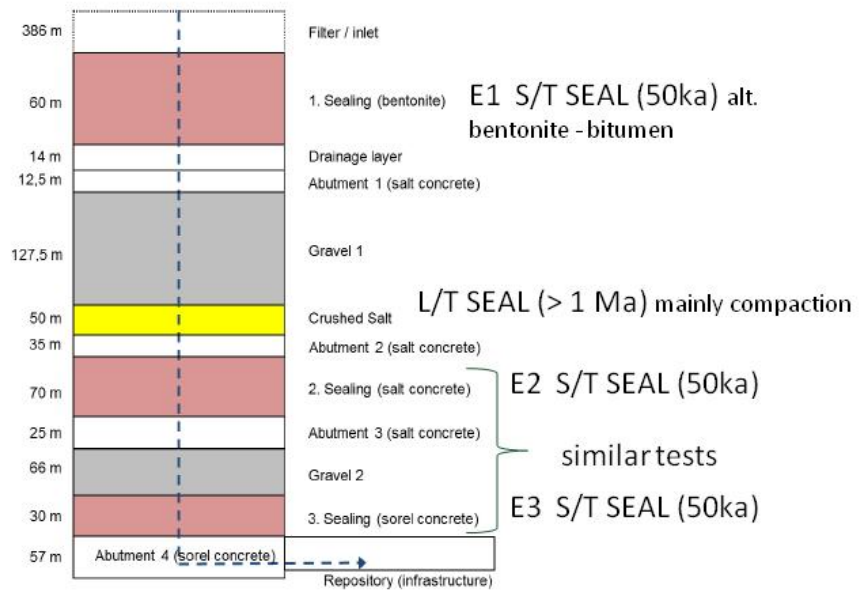 386 m Filter / inlet
60 m 1. Sealing (bentonite) E1 S/T SEAL (50ka) alt.
bentonite - bitumen
14 m Drainage layer
12,5 m Abutment 1 (salt concrete)
127,5 m Gravel 1
L/T SEAL (> 1 Ma) mainly compaction
50 m Crushed Salt
35 m Abutment 2 (salt concrete)
70 m 2. Sealing (salt concrete) E2 S/T SEAL (50ka)
25 m Abutment 3 (salt concrete)
similar tests
66 m Gravel 2
30 m 3. Sealing (sorel concrete) E3 S/T SEAL (50ka)
57 m Abutment 4 (sorel concrete)
Repository (infrastructure)